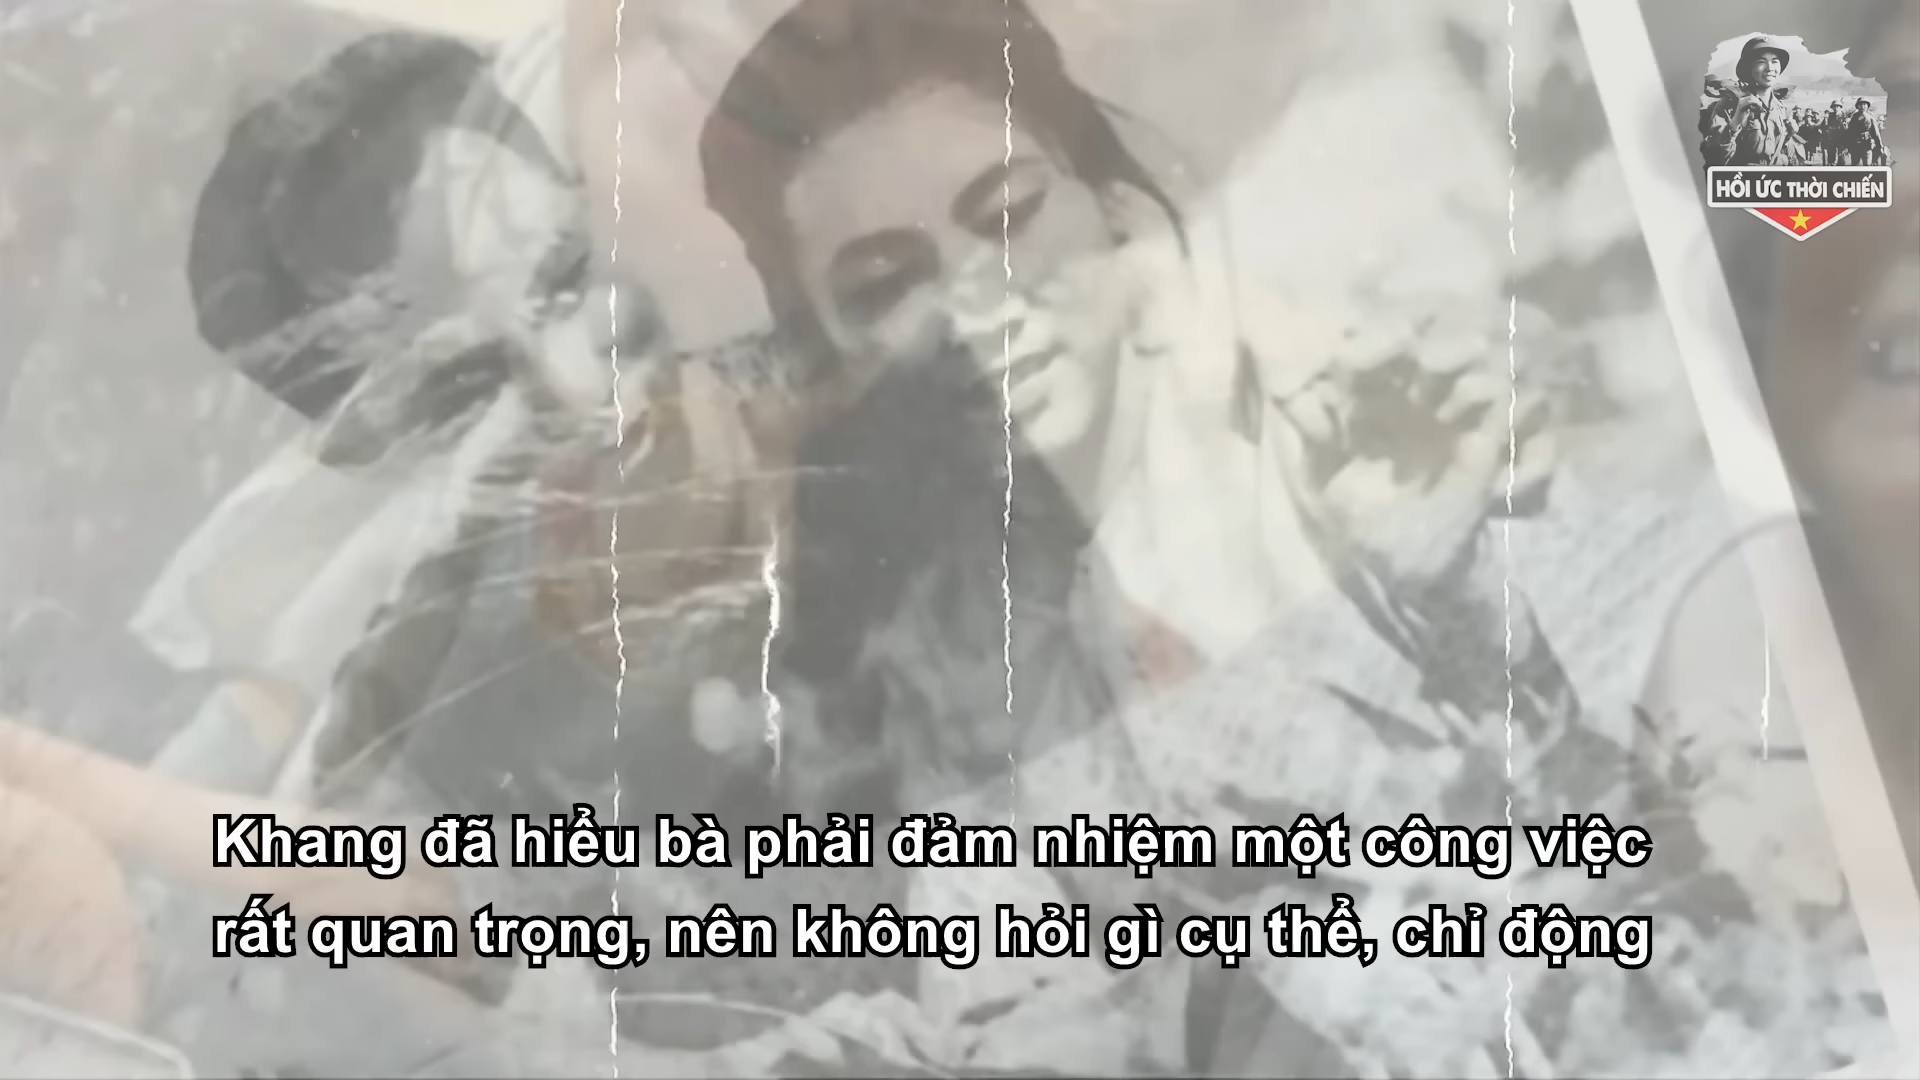 HỒI ỨC THỜI CHIẾN
Khang đã hiểu bà phải đảm nhiệm một công việc
rất quan trọng, nên không hỏi gì cụ thể, chỉ động